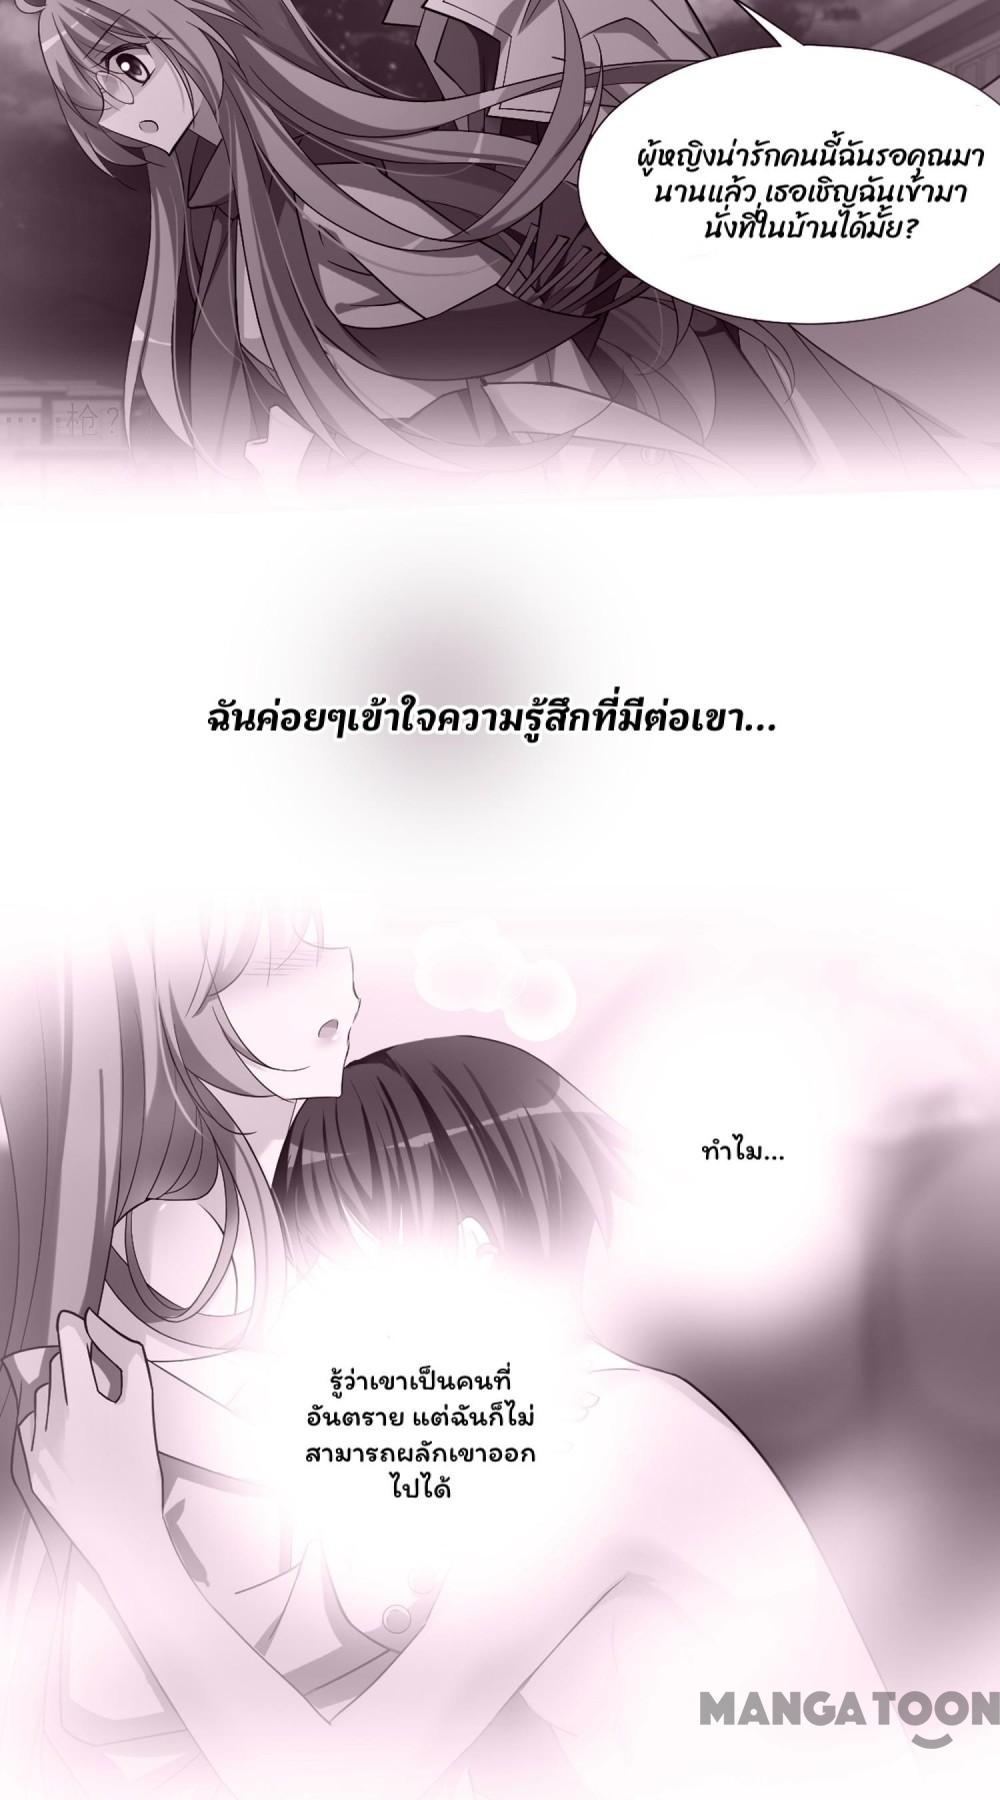 ผู้หญิงน่ารักคนนี้ฉันรอคุณมา
นานแล้ว เธอเชิญฉันเข้ามา
นั่งที่ในบ้านได้มั้ย?
……枪?
ฉันค่อยๆเข้าใจความรู้สึกที่มีต่อเขา...
ทำไม...
รู้ว่าเขาเป็นคนที่
อันตราย แต่ฉันก็ไม่
สามารถผลักเขาออก
ไปได้
MANGATOON